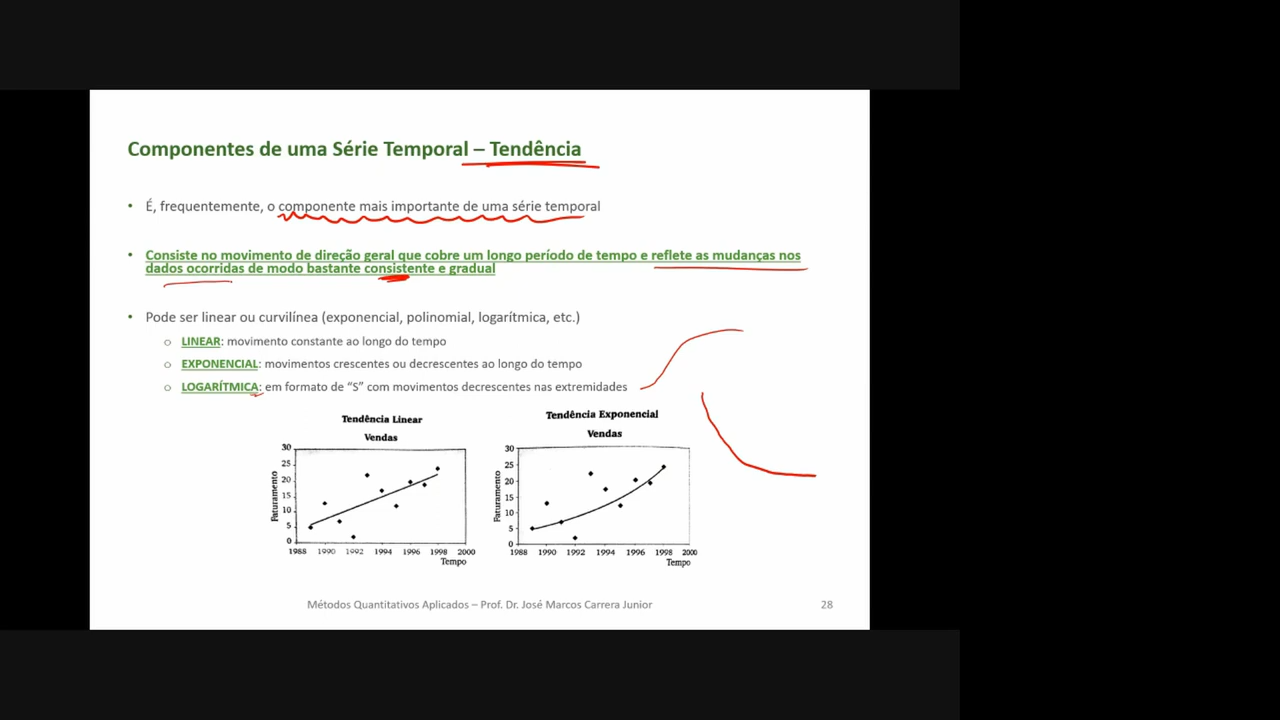 Componentes de uma Série Temporal – Tendência
• É, frequentemente, o componente mais importante de uma série temporal
• Consiste no movimento de direção geral que cobre um longo período de tempo e reflete as mudanças nos
dados ocorridas de modo bastante consistente e gradual
• Pode ser linear ou curvilínea (exponencial, polinomial, logarítmica, etc.)
o LINEAR: movimento constante ao longo do tempo
o EXPONENCIAL: movimentos crescentes ou decrescentes ao longo do tempo
o LOGARÍTMICA: em formato de “S” com movimentos decrescentes nas extremidades
Tendência Linear
Vendas
Faturamento
30
25
20
15
10
5
0
1988 1990 1992 1994 1996 1998 2000
Tempo
Tendência Exponencial
Vendas
Faturamento
30
25
20
15
10
5
0
1988 1990 1992 1994 1996 1998 2000
Tempo
Métodos Quantitativos Aplicados – Prof. Dr. José Marcos Carrera Junior
28